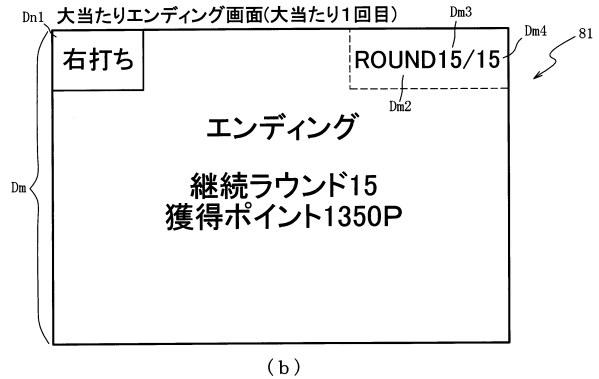 大当たりエンディング画面(大当たり1回目)
Dn1
Dm3
Dm4
81
右打ち
ROUND15/15
Dm2
エンディング
Dm
継続ラウンド15
獲得ポイント1350P
(b)